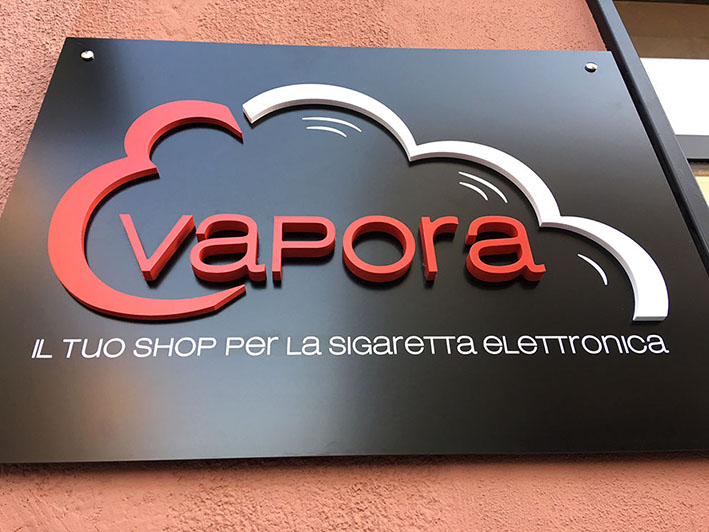 Evapora
IL TUO SHOP PER LA SIGARETTA ELETTRONICA